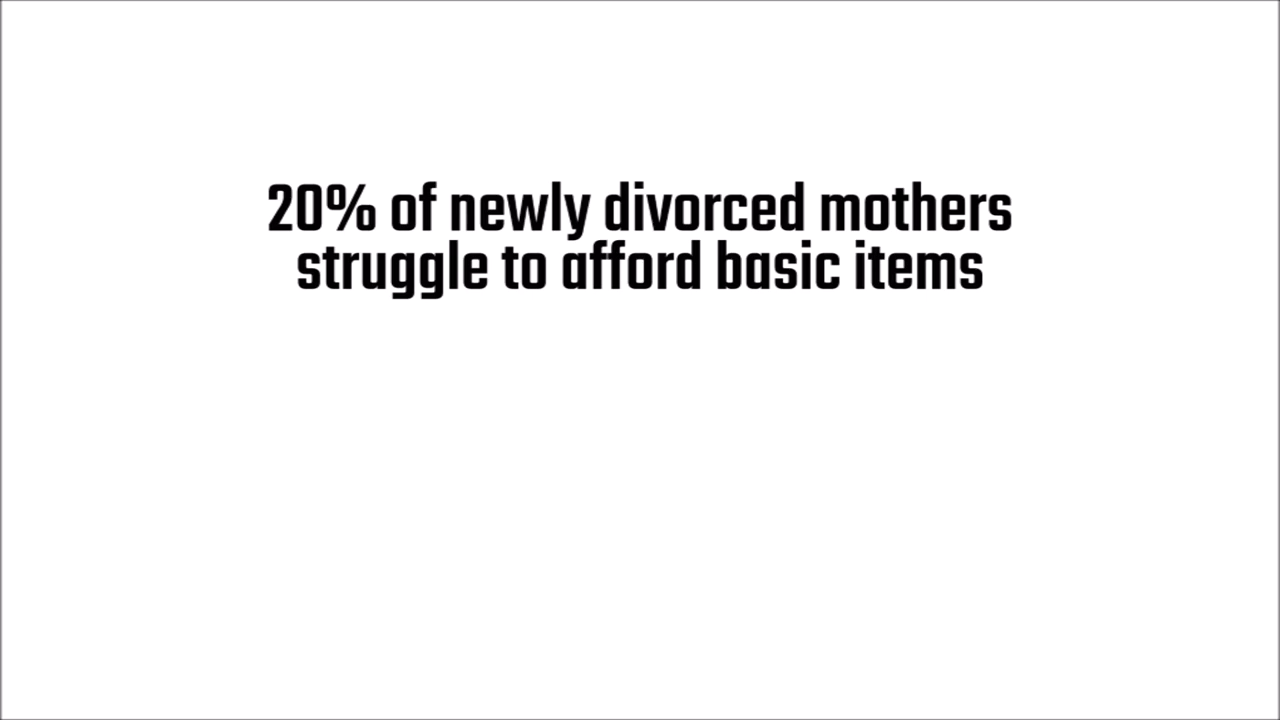 20% of newly divorced mothers
struggle to afford basic items